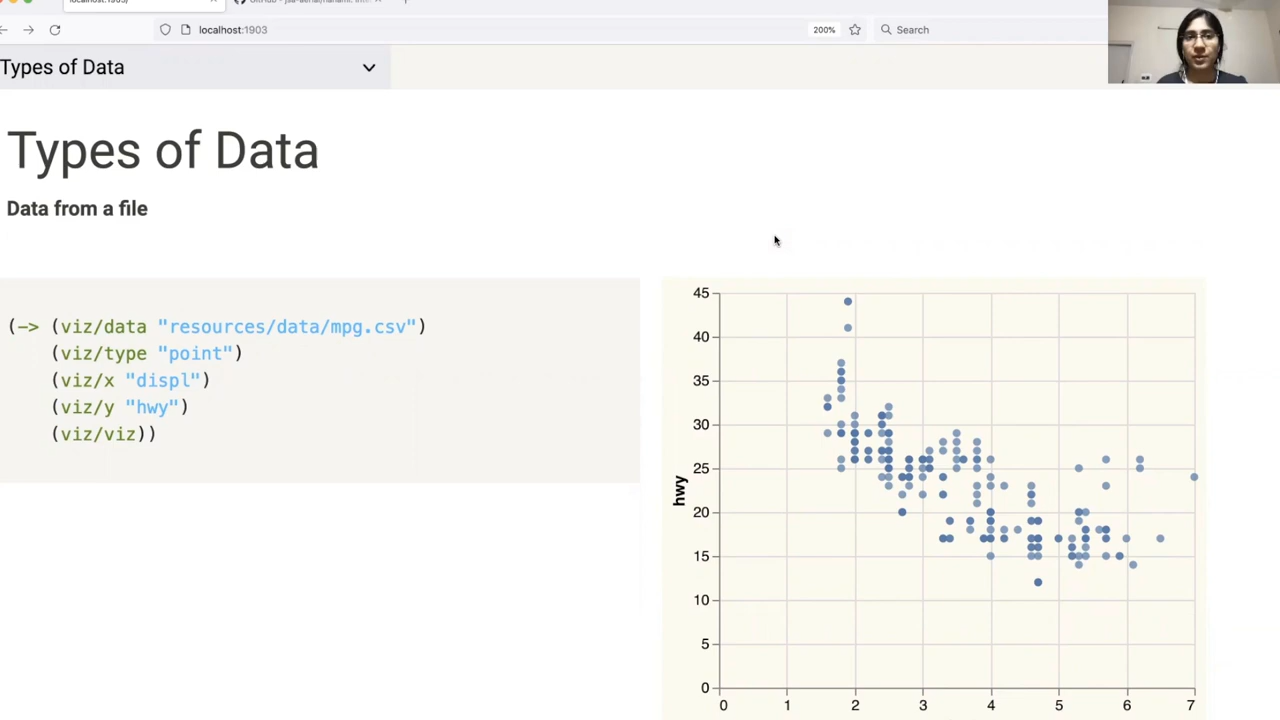 localhost:1903
200%
Search
Types of Data
Types of Data
Data from a file
(-> (viz/data "resources/data/mpg.csv")
(viz/type "point")
(viz/x "displ")
(viz/y "hwy")
(viz/viz))
45
40
35
30
25
20
15
10
5
0
hwy
0 1 2 3 4 5 6 7